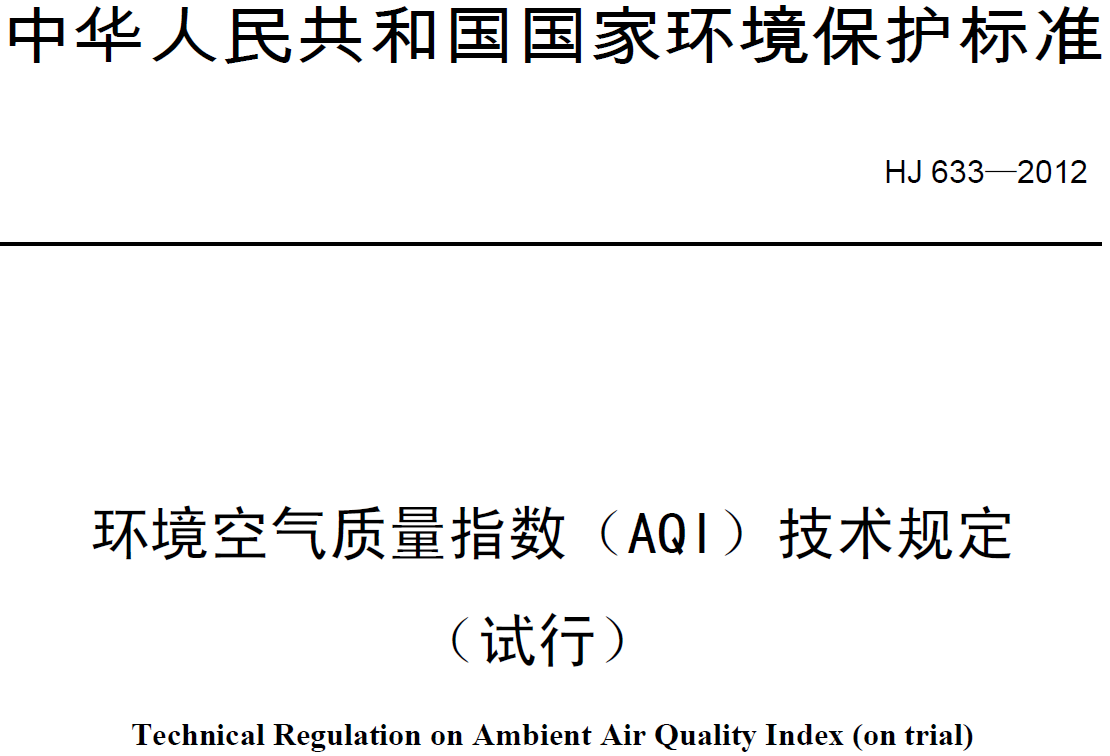 中华人民共和国国家环境保护标准
HJ 633—2012
环境空气质量指数（AQI）技术规定
（试行）
Technical Regulation on Ambient Air Quality Index (on trial)